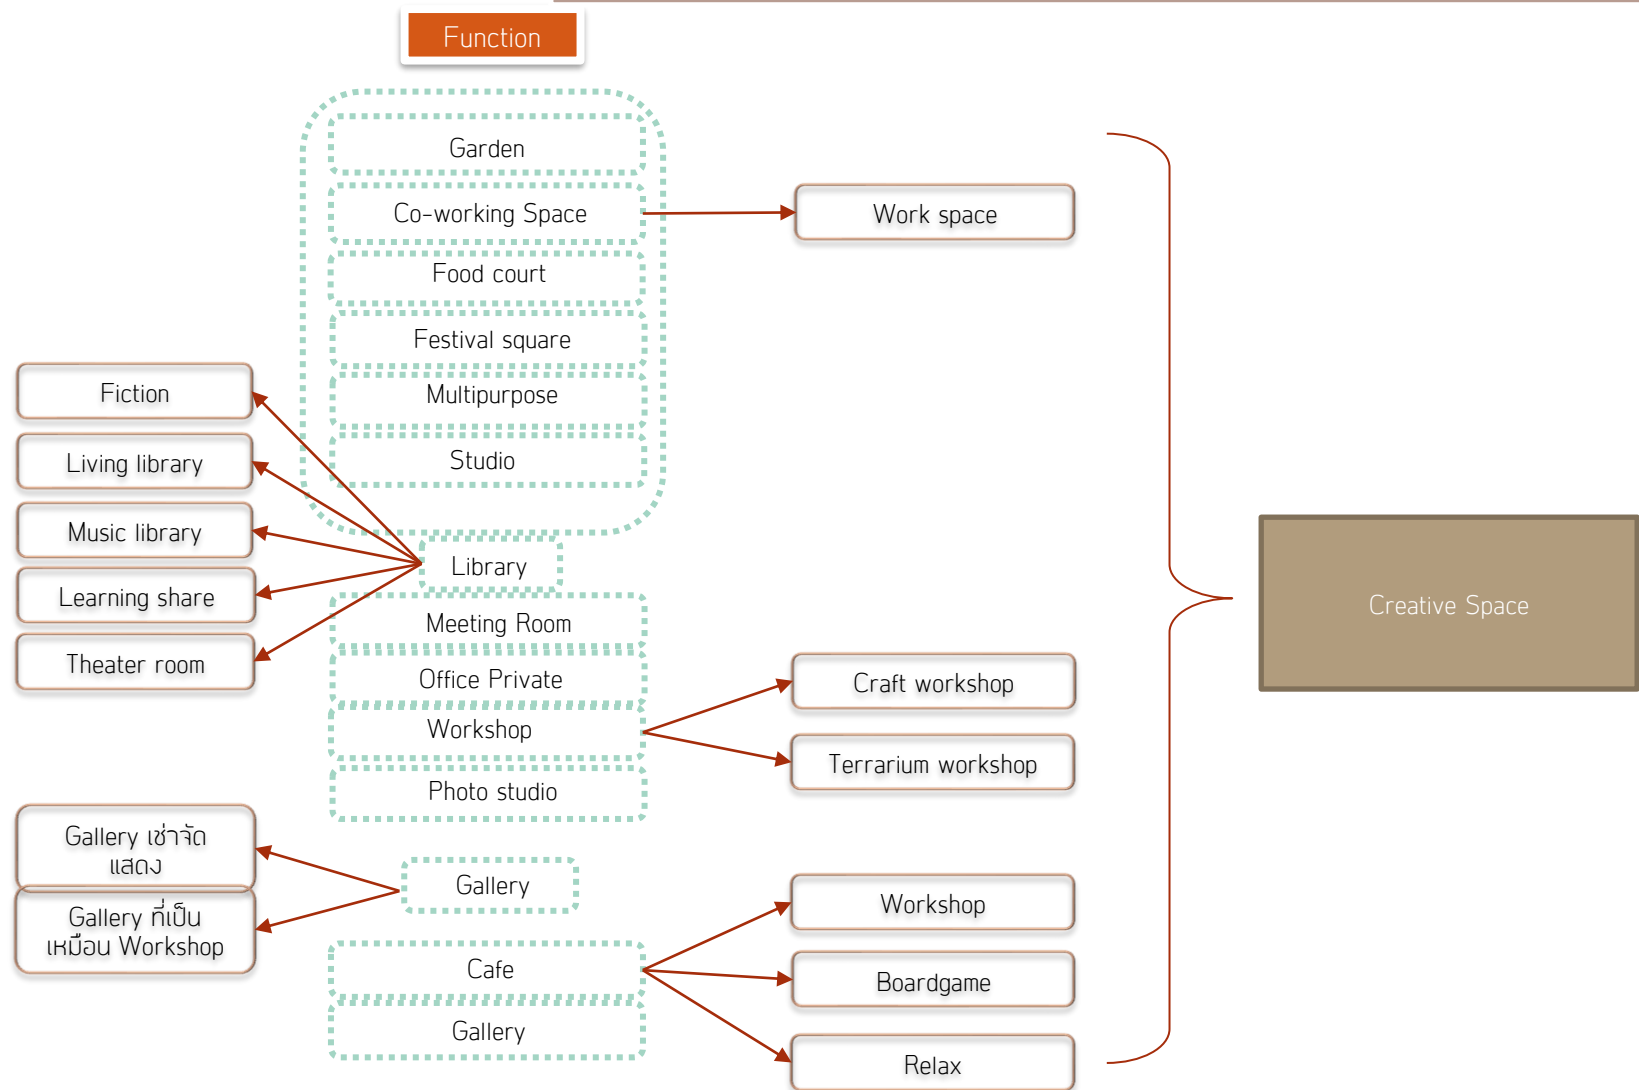 Function
Garden
Co-working Space
Work space
Food court
Festival square
Multipurpose
Studio
Fiction
Living library
Music library
Learning share
Theater room
Library
Meeting Room
Office Private
Workshop
Photo studio
Craft workshop
Terrarium workshop
Creative Space
Gallery เช่าจัด
แสดง
Gallery ที่เป็น
เหมือน Workshop
Gallery
Cafe
Gallery
Workshop
Boardgame
Relax